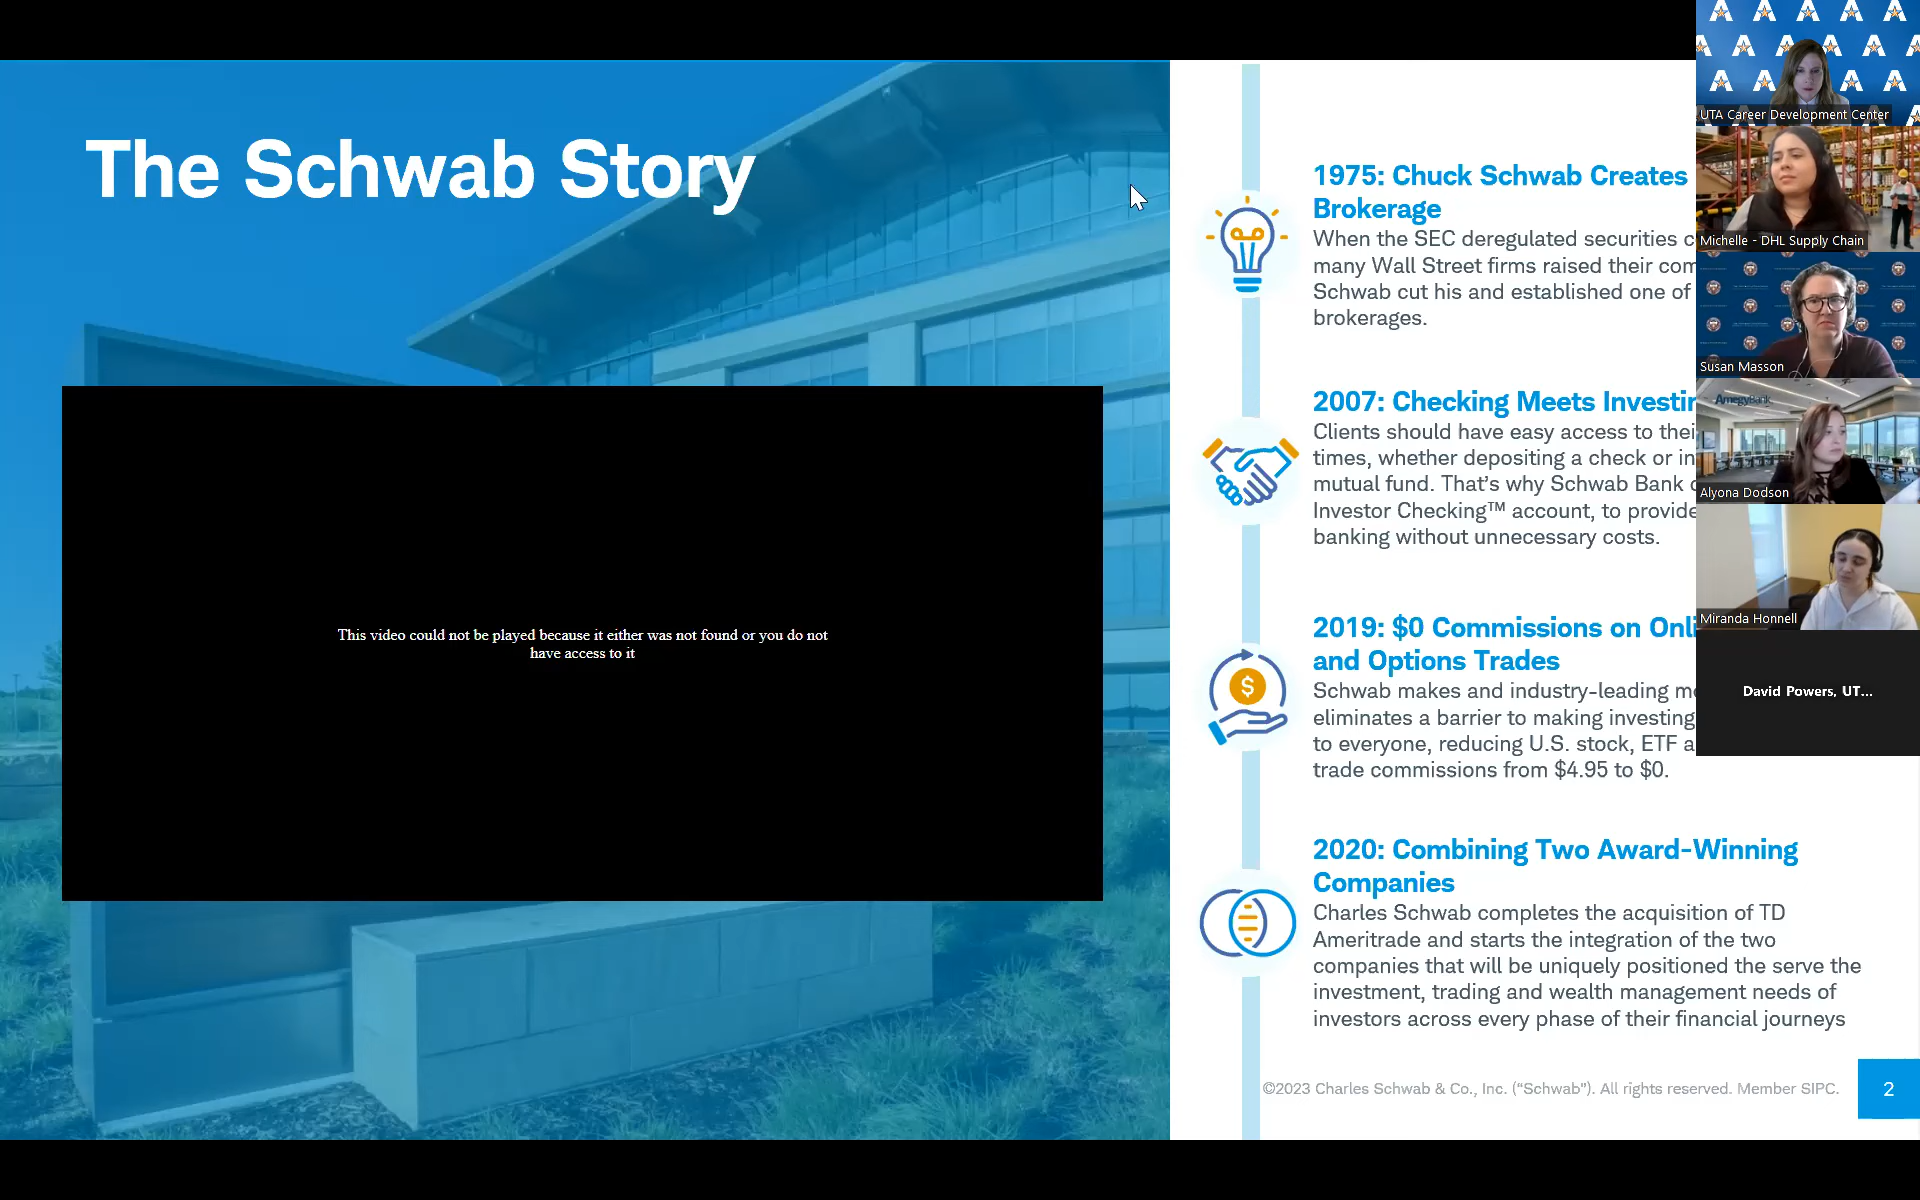 The Schwab Story
This video could not be played because it either was not found or you do not
have access to it
1975: Chuck Schwab Creates
Brokerage
When the SEC deregulated securities c
many Wall Street firms raised their com
Schwab cut his and established one of
brokerages.
2007: Checking Meets Investin
Clients should have easy access to thei
times, whether depositing a check or in
mutual fund. That's why Schwab Bank
Investor Checking™ account, to provide
banking without unnecessary costs.
2019: $0 Commissions on Onli
and Options Trades
Schwab makes and industry-leading m
eliminates a barrier to making investing
to everyone, reducing U.S. stock, ETF a
trade commissions from $4.95 to $0.
2020: Combining Two Award-Winning
Companies
Charles Schwab completes the acquisition of TD
Ameritrade and starts the integration of the two
companies that will be uniquely positioned the serve the
investment, trading and wealth management needs of
investors across every phase of their financial journeys
©2023 Charles Schwab & Co., Inc. ("Schwab"). All rights reserved. Member SIPC.
2
UTA Career Development Center
Michelle - DHL Supply Chain
Susan Masson
AmegyBank
Alyona Dodson
Miranda Honnell
David Powers, UT...